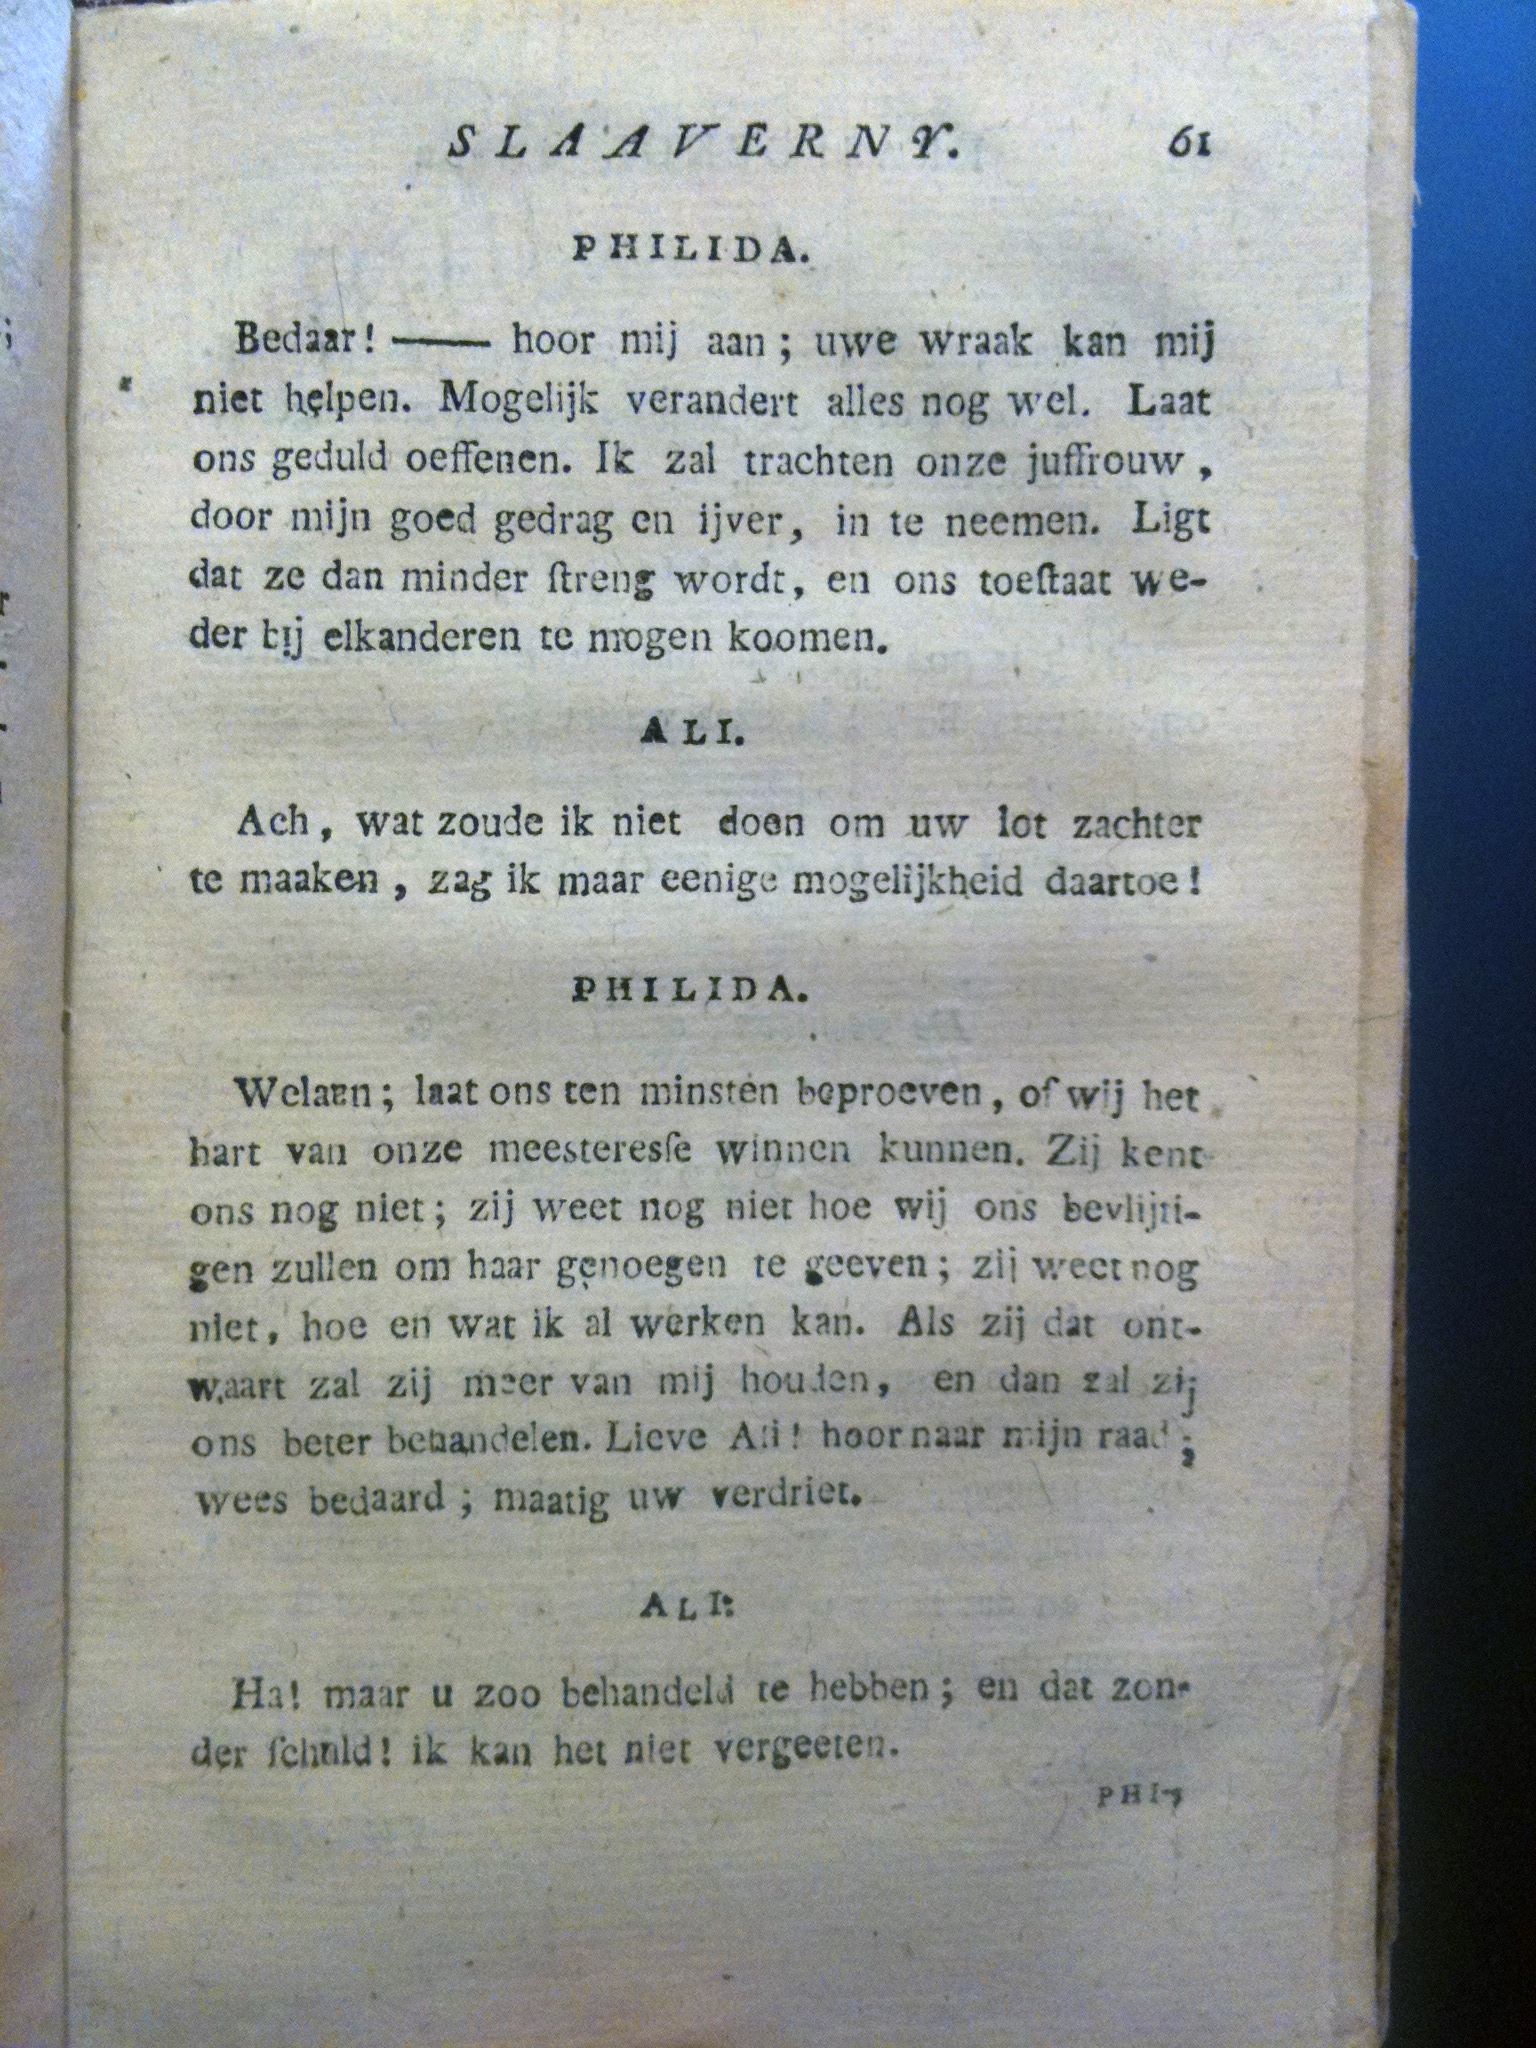 SLAAVERNY. 61
PHILIDA.
Bedaar! —— hoor mij aan; uwe wraak kan mij
niet helpen. Mogelijk verandert alles nog wel. Laat
ons geduld oeffenen. Ik zal trachten onze juffrouw,
door mijn goed gedrag en ijver, in te neemen. Ligt
dat ze dan minder ſtreng wordt, en ons toeſtaat we-
der bij elkanderen te mogen koomen.
ALI.
Ach, wat zoude ik niet doen om uw lot zachter
te maaken, zag ik maar eenige mogelijkheid daartoe!
PHILIDA.
Welaan; laat ons ten minsten beproeven, of wij het
hart van onze meesteresſe winnen kunnen. Zij kent
ons nog niet; zij weet nog niet hoe wij ons bevlijti-
gen zullen om haar genoegen te geeven; zij weet nog
niet, hoe en wat ik al werken kan. Als zij dat ont-
waart zal zij meer van mij houden, en dan zal zij
ons beter behandelen. Lieve Ali! hoor naar mijn raad;
wees bedaard; maatig uw verdriet.
ALI:
Ha! maar u zoo behandeld te hebben; en dat zon-
der ſchuld! ik kan het niet vergeeten.
PHI-